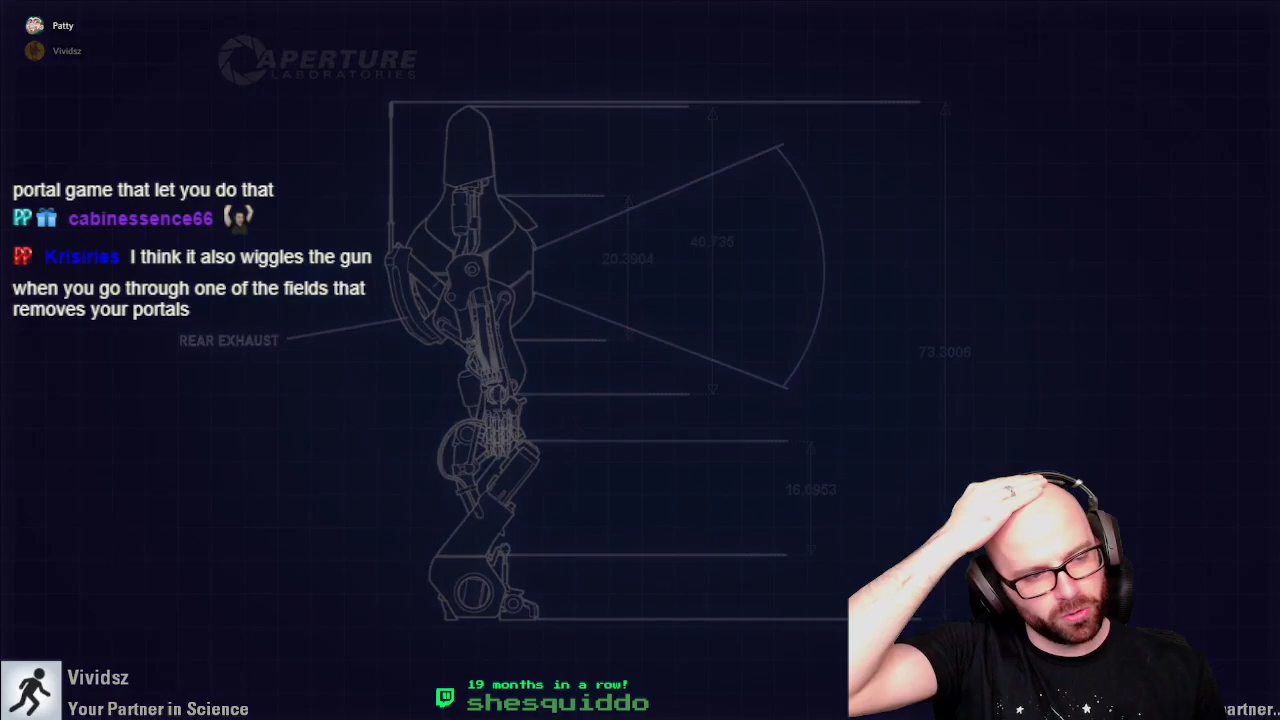 Patty
Vividsz
APERTURE
LABORATORIES
portal game that let you do that
cabinessence66
Krisiries I think it also wiggles the gun
when you go through one of the fields that
removes your portals
REAR EXHAUST
20.3904
40.735
73.3006
16.0953
Vividsz
Your Partner in Science
19 months in a row!
shesquiddo
partner..